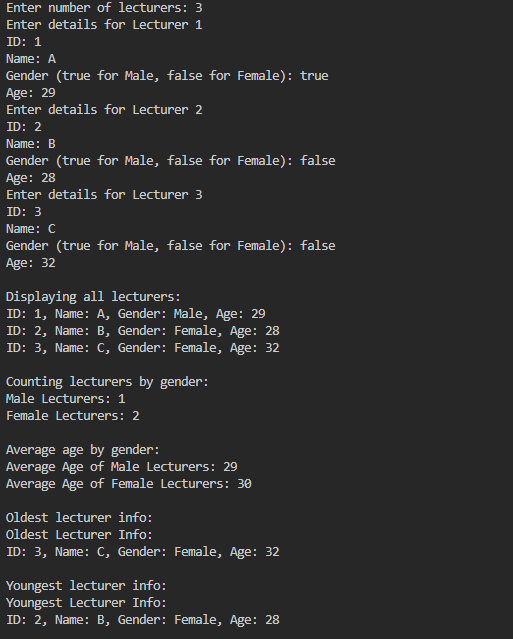 Enter number of lecturers: 3
Enter details for Lecturer 1
ID: 1
Name: A
Gender (true for Male, false for Female): true
Age: 29
Enter details for Lecturer 2
ID: 2
Name: B
Gender (true for Male, false for Female): false
Age: 28
Enter details for Lecturer 3
ID: 3
Name: C
Gender (true for Male, false for Female): false
Age: 32

Displaying all lecturers:
ID: 1, Name: A, Gender: Male, Age: 29
ID: 2, Name: B, Gender: Female, Age: 28
ID: 3, Name: C, Gender: Female, Age: 32

Counting lecturers by gender:
Male Lecturers: 1
Female Lecturers: 2

Average age by gender:
Average Age of Male Lecturers: 29
Average Age of Female Lecturers: 30

Oldest lecturer info:
Oldest Lecturer Info:
ID: 3, Name: C, Gender: Female, Age: 32

Youngest lecturer info:
Youngest Lecturer Info:
ID: 2, Name: B, Gender: Female, Age: 28